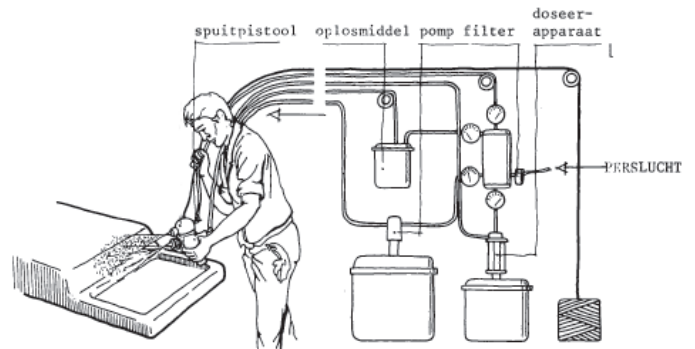 doseer-
spuitpistool oplosmiddel pomp filter apparaat
PERSLUCHT